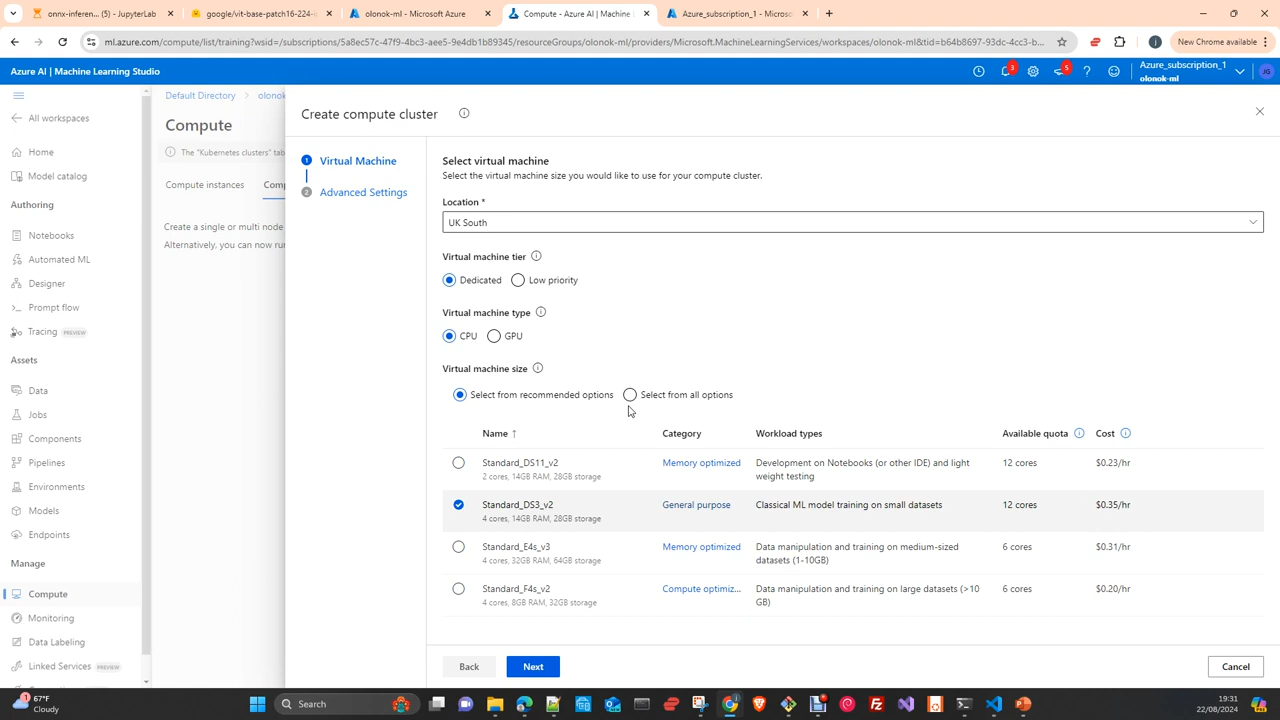 onnx-inferen... (5) - JupyterLab
google/vit-base-patch16-224-i
olonok-ml - Microsoft Azure
Compute - Azure AI | Machine L
Azure_subscription_1 - Microso
ml.azure.com/compute/list/training?wsid=/subscriptions/5a8ec57c-47f9-4bc3-aee5-9e4db1b89345/resourceGroups/olonok-ml/providers/Microsoft.MachineLearningServices/workspaces/olonok-ml&tid=b64b8697-93dc-4cc3-b...
New Chrome available
Azure AI | Machine Learning Studio
3
5
Azure_subscription_1
olonok-ml
JG
All workspaces
Home
Model catalog
Authoring
Notebooks
Automated ML
Designer
Prompt flow
Tracing PREVIEW
Assets
Data
Jobs
Components
Pipelines
Environments
Models
Endpoints
Manage
Compute
Monitoring
Data Labeling
Linked Services PREVIEW
Default Directory > olonok
Compute
The "Kubernetes clusters" tab
Compute instances Comp
Create a single or multi node
Alternatively, you can now run
Create compute cluster
1 Virtual Machine
2 Advanced Settings
Select virtual machine
Select the virtual machine size you would like to use for your compute cluster.
Location *
UK South
Virtual machine tier
Dedicated Low priority
Virtual machine type
CPU GPU
Virtual machine size
Select from recommended options Select from all options
Name ↑ Category Workload types Available quota Cost
Standard_DS11_v2 Memory optimized Development on Notebooks (or other IDE) and light 12 cores $0.23/hr
2 cores, 14GB RAM, 28GB storage weight testing
Standard_DS3_v2 General purpose Classical ML model training on small datasets 12 cores $0.35/hr
4 cores, 14GB RAM, 28GB storage
Standard_E4s_v3 Memory optimized Data manipulation and training on medium-sized 6 cores $0.31/hr
4 cores, 32GB RAM, 64GB storage datasets (1-10GB)
Standard_F4s_v2 Compute optimiz... Data manipulation and training on large datasets (>10 6 cores $0.20/hr
4 cores, 8GB RAM, 32GB storage GB)
Back Next Cancel
1
67°F
Cloudy
Search
19:31
22/08/2024